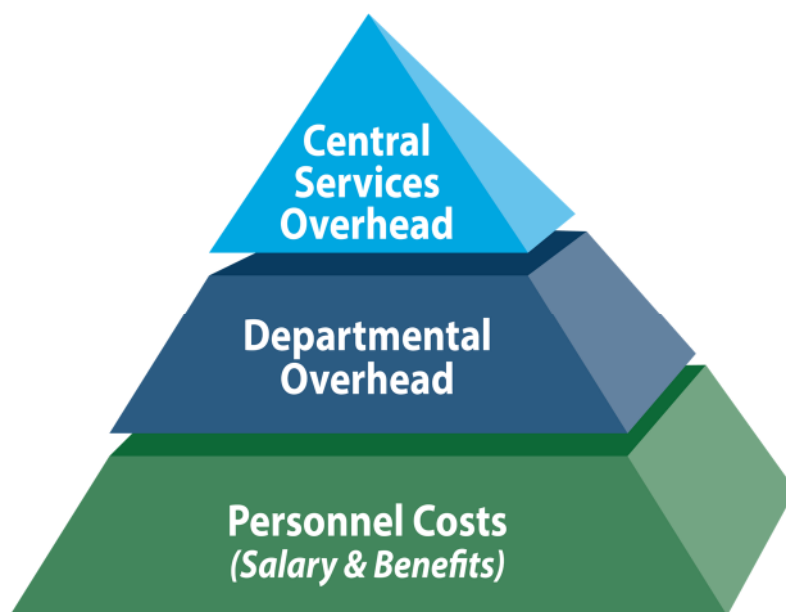 Central
Services
Overhead
Departmental
Overhead
Personnel Costs
(Salary & Benefits)